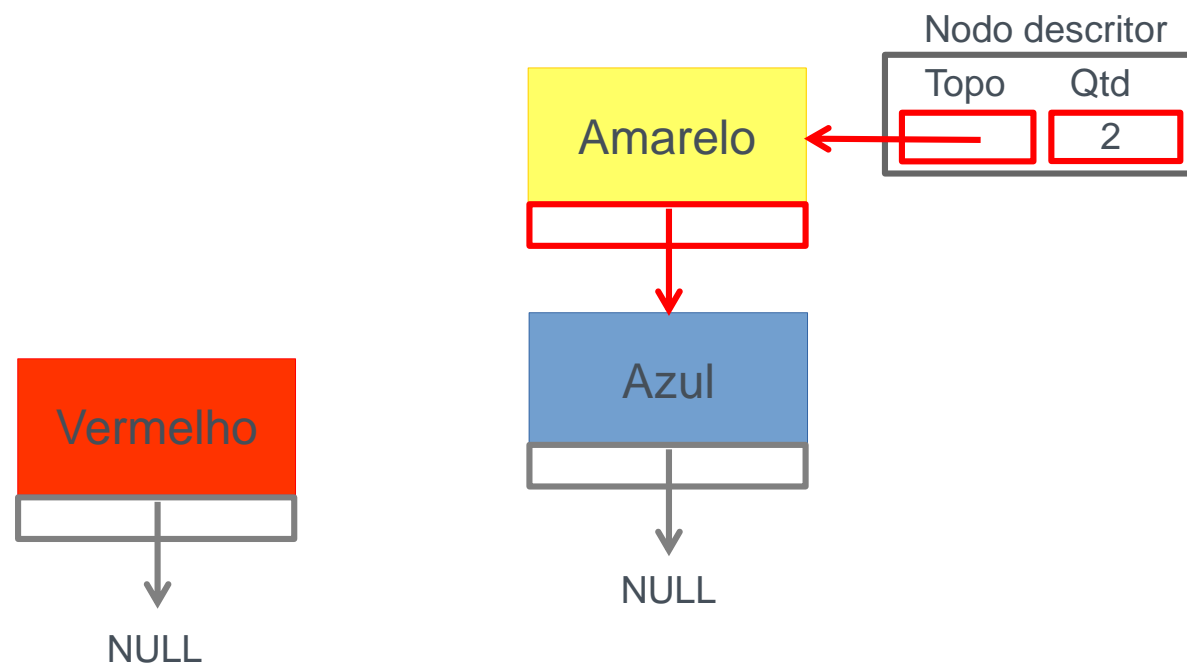 Nodo descritor
Topo Qtd
Amarelo
2
Azul
Vermelho
NULL
NULL